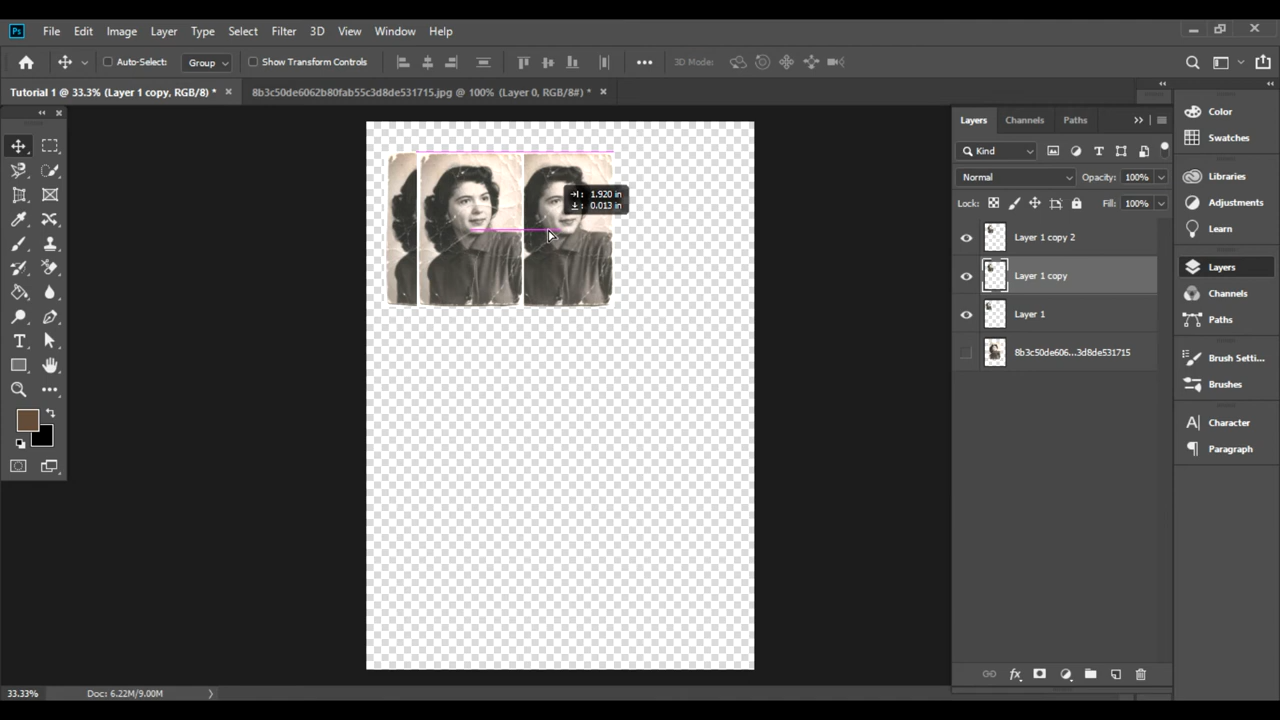 Ps File Edit Image Layer Type Select Filter 3D View Window Help
Auto-Select: Group Show Transform Controls 3D Mode:
Tutorial 1 @ 33.3% (Layer 1 copy, RGB/8) * 8b3c50de6062b80fab55c3d8de531715.jpg @ 100% (Layer 0, RGB/8#) *
Layers Channels Paths
Kind
Normal Opacity: 100%
Lock: Fill: 100%
Layer 1 copy 2
Layer 1 copy
Layer 1
8b3c50de606...3d8de531715
Color
Swatches
Libraries
Adjustments
Learn
Layers
Channels
Paths
Brush Setti...
Brushes
Character
Paragraph
1.920 in
0.013 in
33.33% Doc: 6.22M/9.00M